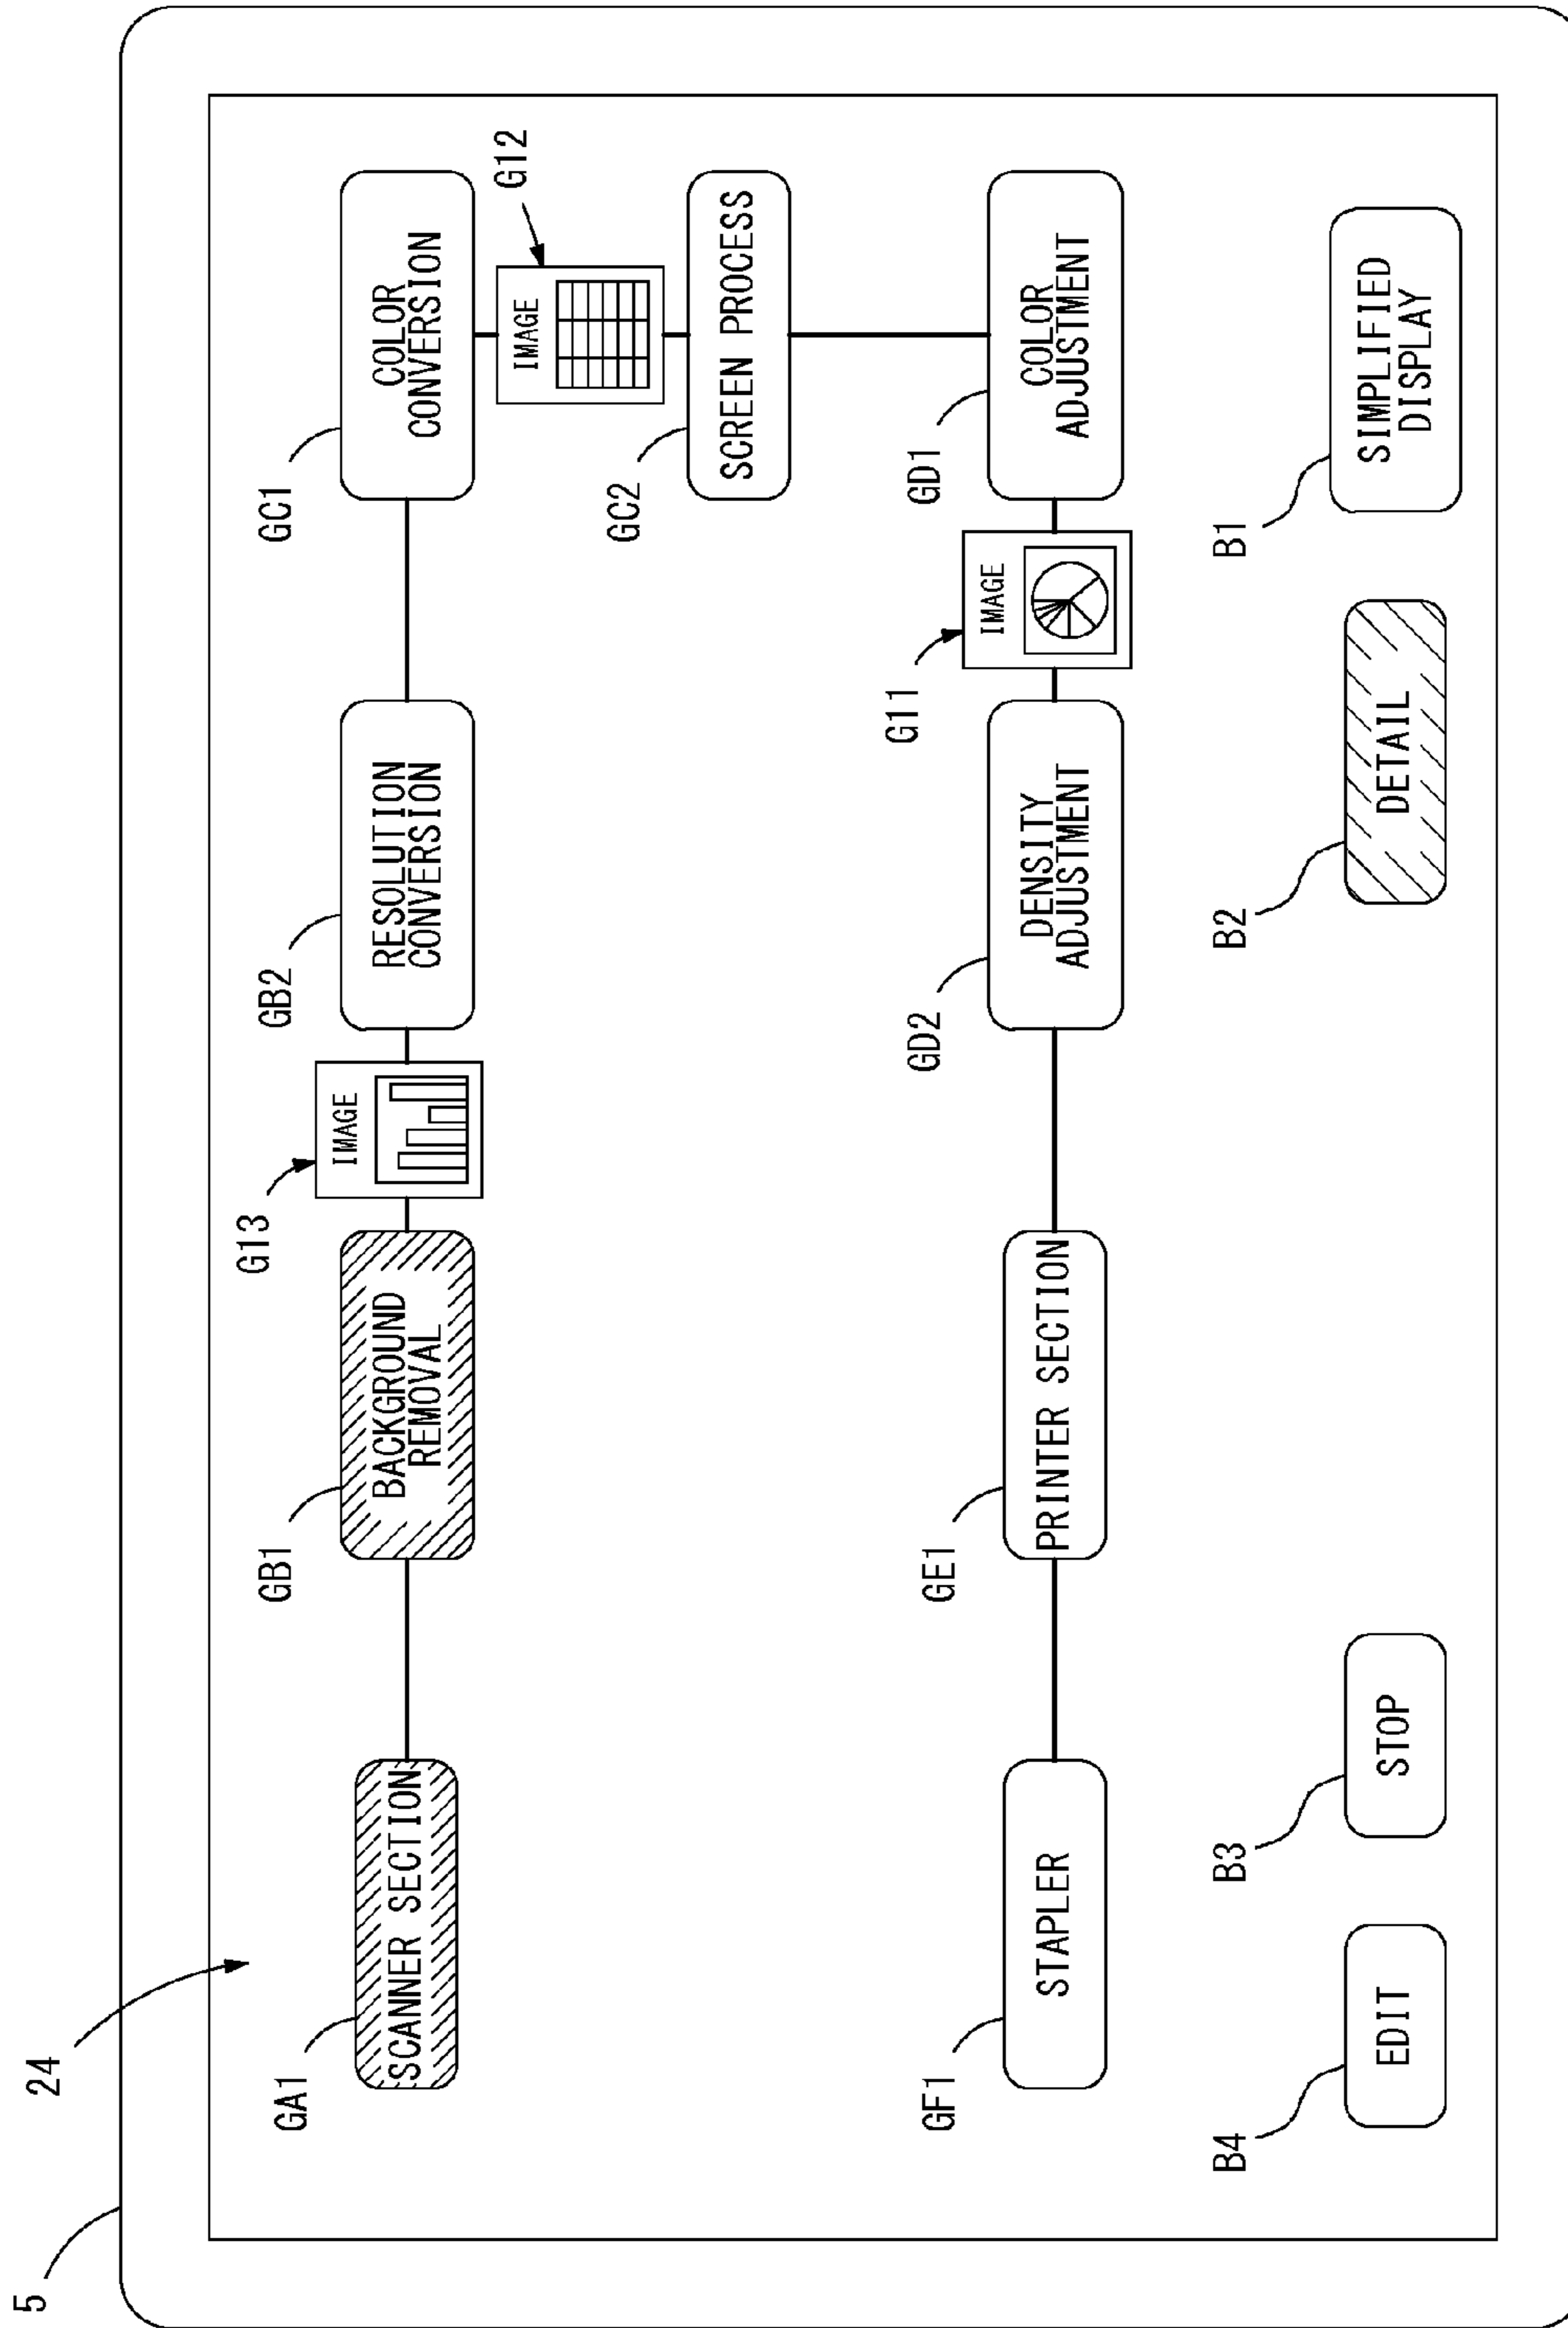 5
24
GA1
SCANNER SECTION
GB1
BACKGROUND
REMOVAL
G13
IMAGE
GB2
RESOLUTION
CONVERSION
GC1
COLOR
CONVERSION
G12
IMAGE
GC2
SCREEN PROCESS
GF1
STAPLER
GE1
PRINTER SECTION
GD2
DENSITY
ADJUSTMENT
G11
IMAGE
GD1
COLOR
ADJUSTMENT
B4
EDIT
B3
STOP
B2
DETAIL
B1
SIMPLIFIED
DISPLAY